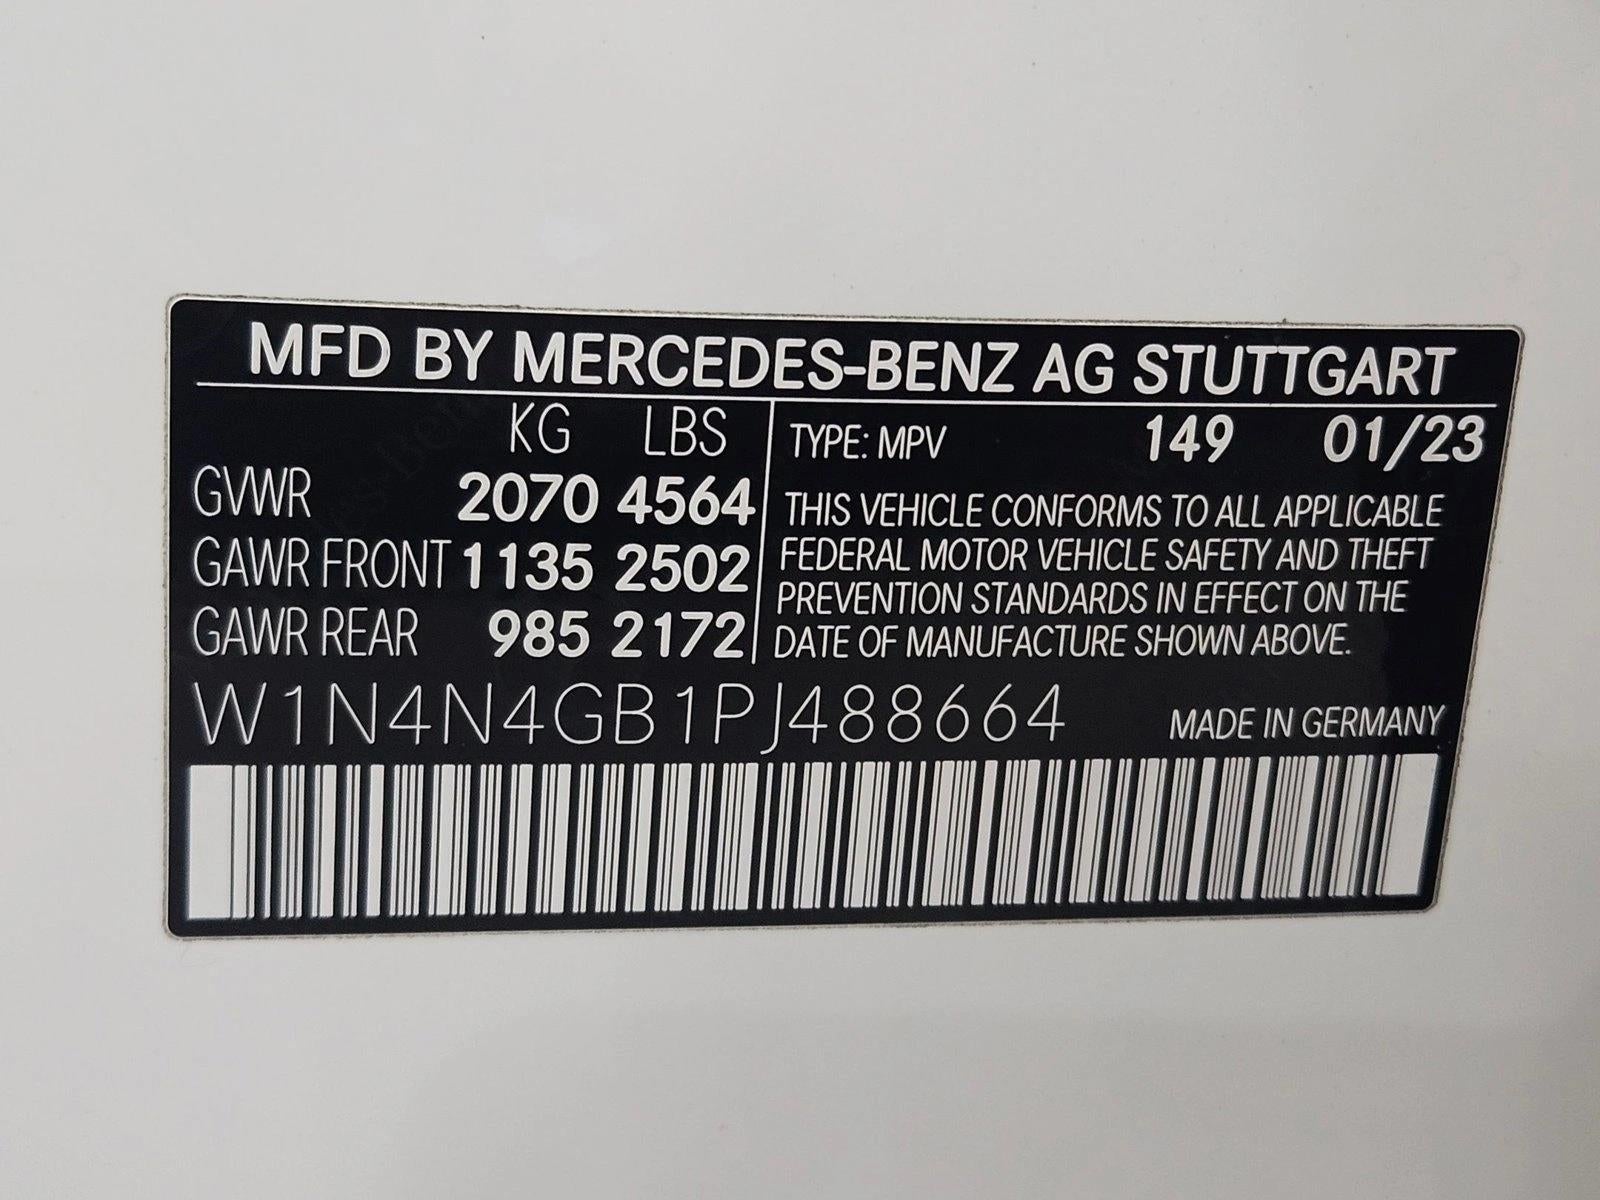 MFD BY MERCEDES-BENZ AG STUTTGART
KG LBS
GVWR 2070 4564
GAWR FRONT 1135 2502
GAWR REAR 985 2172
TYPE: MPV 149 01/23
THIS VEHICLE CONFORMS TO ALL APPLICABLE
FEDERAL MOTOR VEHICLE SAFETY AND THEFT
PREVENTION STANDARDS IN EFFECT ON THE
DATE OF MANUFACTURE SHOWN ABOVE.
W1N4N4GB1PJ488664
MADE IN GERMANY